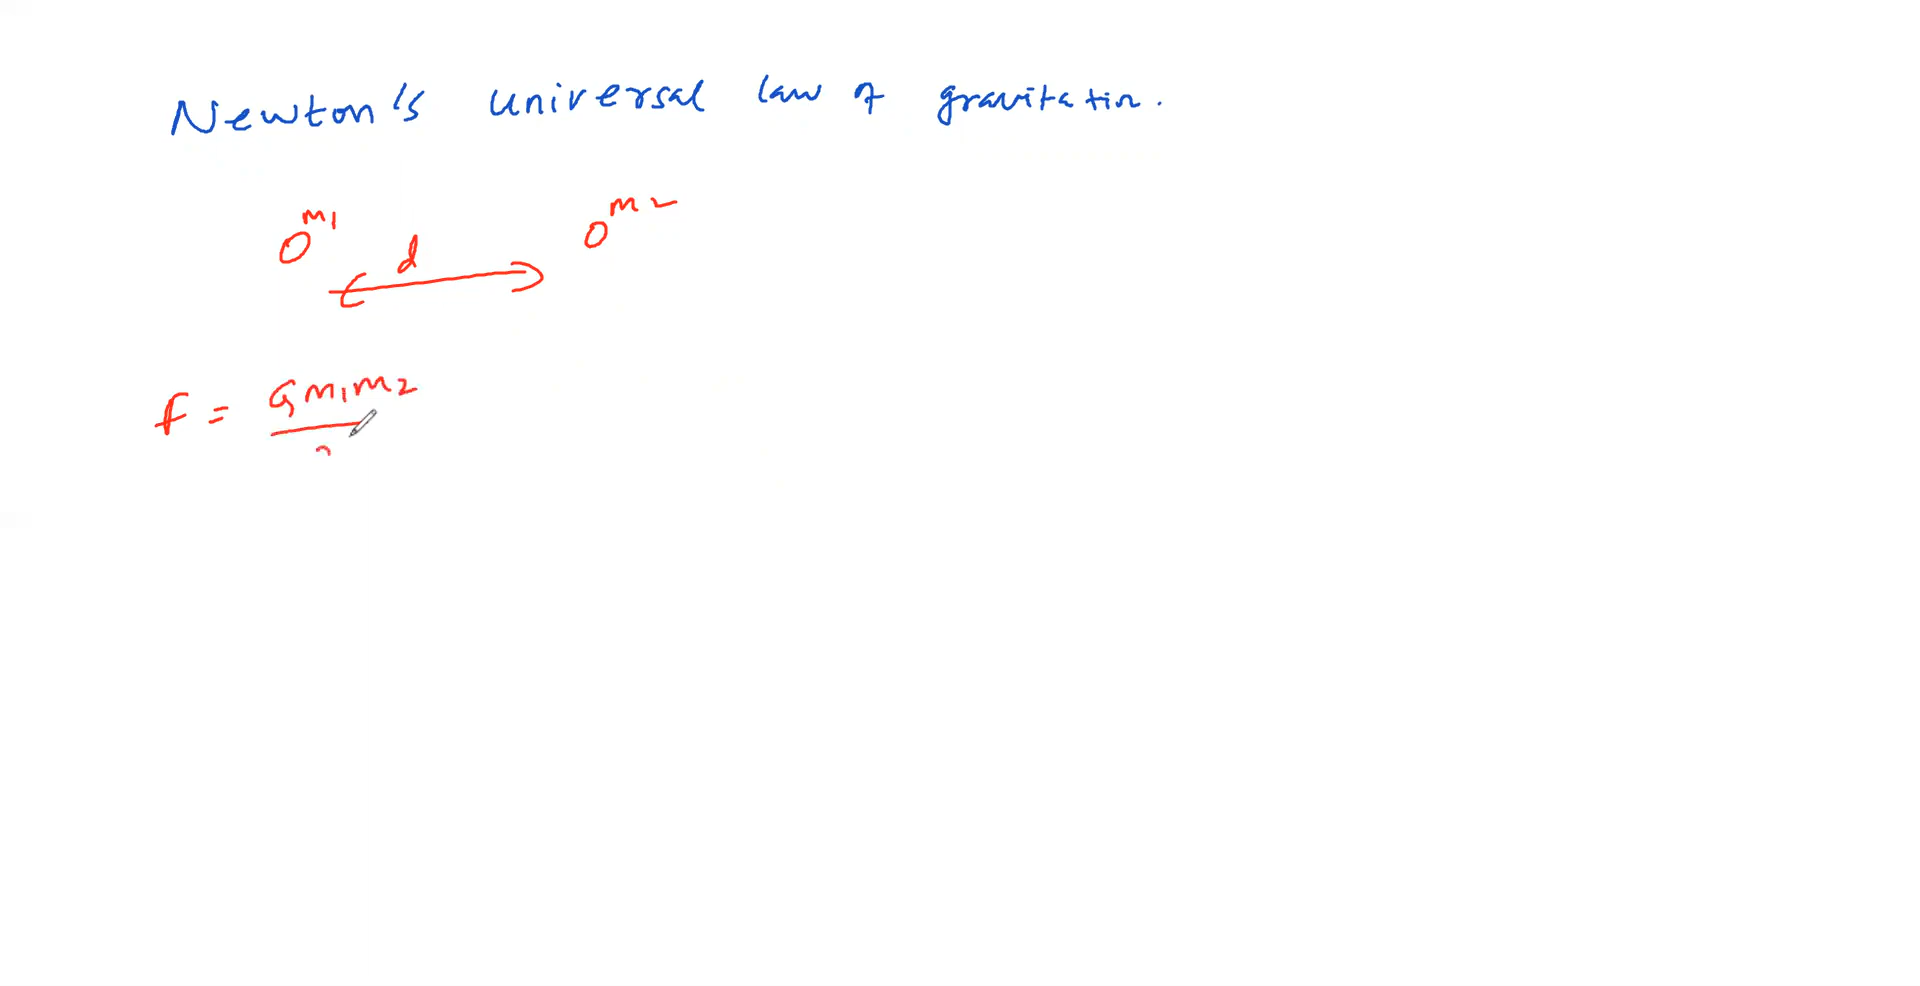 Newton's universal law of gravitation.
m1 m2
d
F = Gm1m2